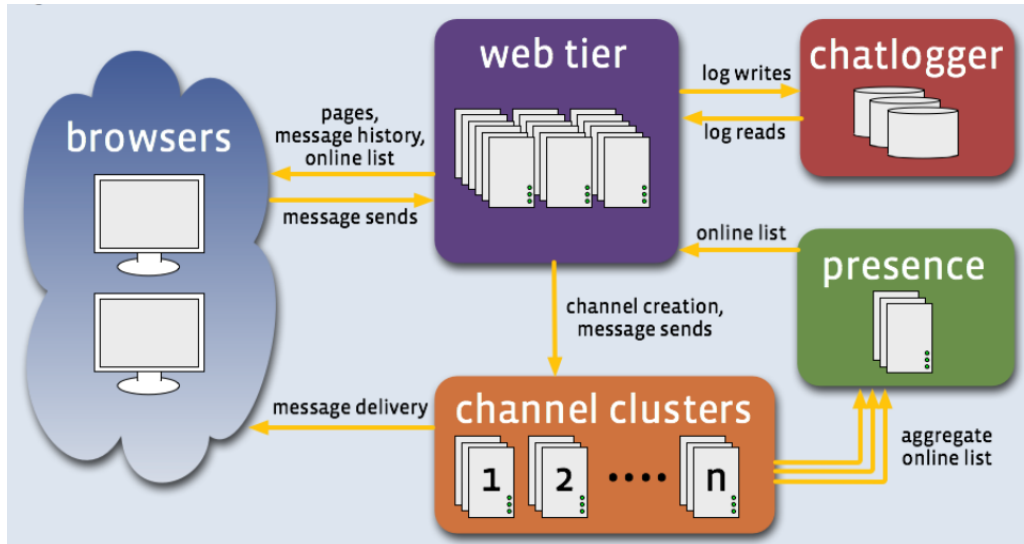 web tier
chatlogger
browsers
log writes
log reads
pages,
message history,
online list
message sends
online list
presence
channel creation,
message sends
message delivery
channel clusters
1 2 .... n
aggregate
online list